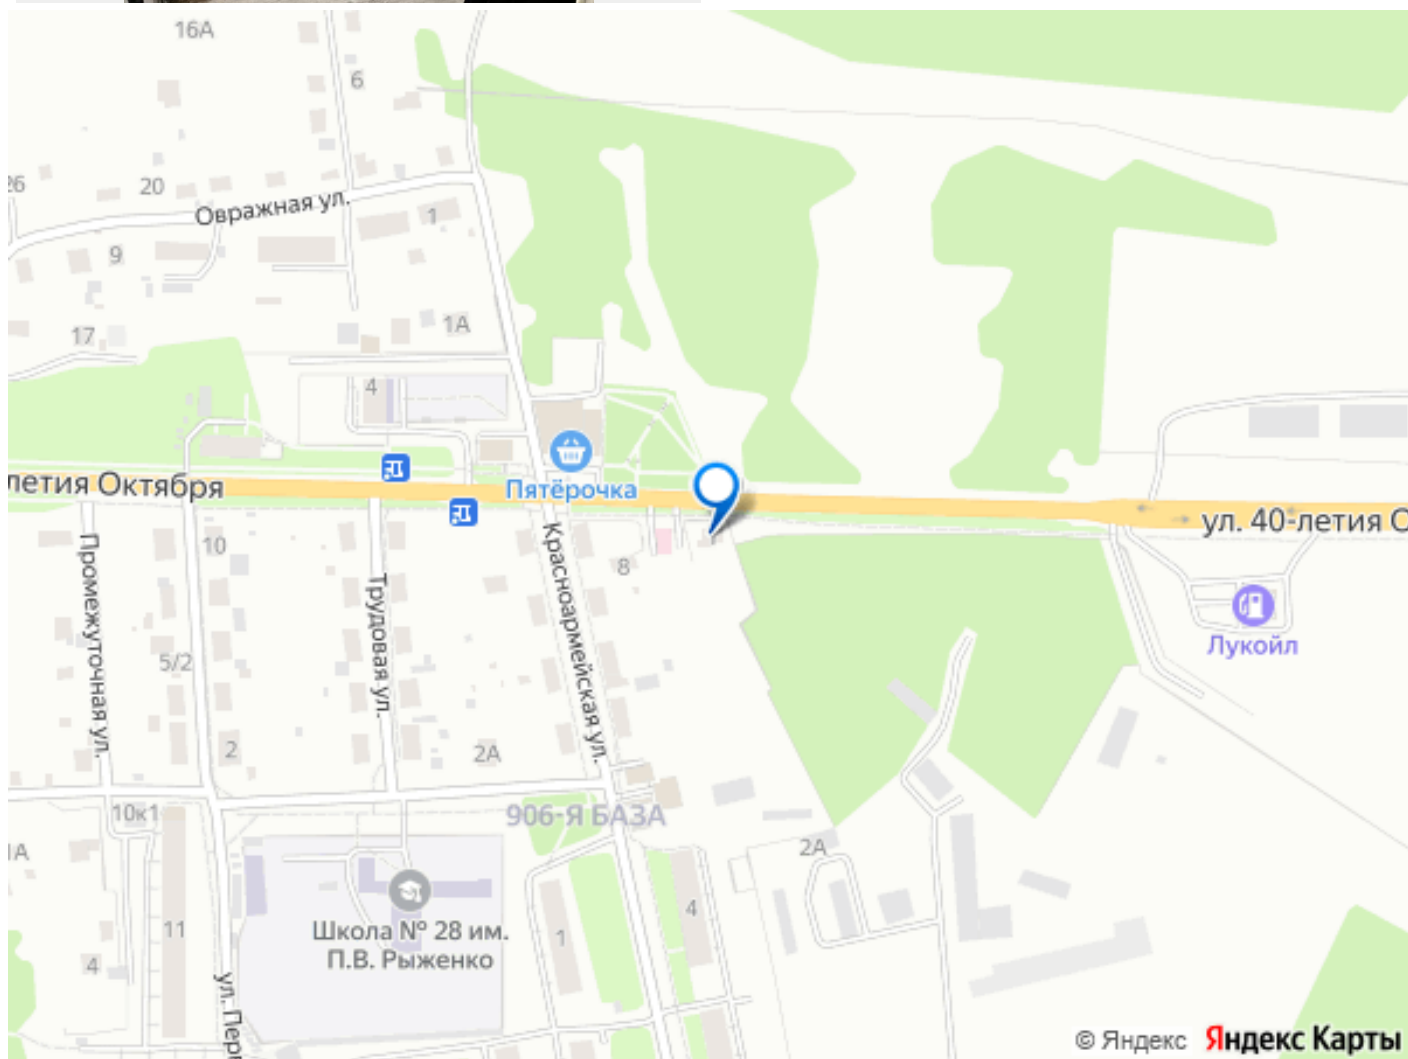 16А
6
26
20
Овражная ул.
1
9
17
1А
4
летия Октября
Пятёрочка
ул. 40-летия О
10
8
Промежуточная ул.
Трудовая ул.
Красноармейская ул.
Лукойл
5/2
2
2А
10к1
906-Я БАЗА
1А
2А
11
Школа № 28 им.
П.В. Рыженко
4
1
4
ул. Пер
© Яндекс Яндекс Карты